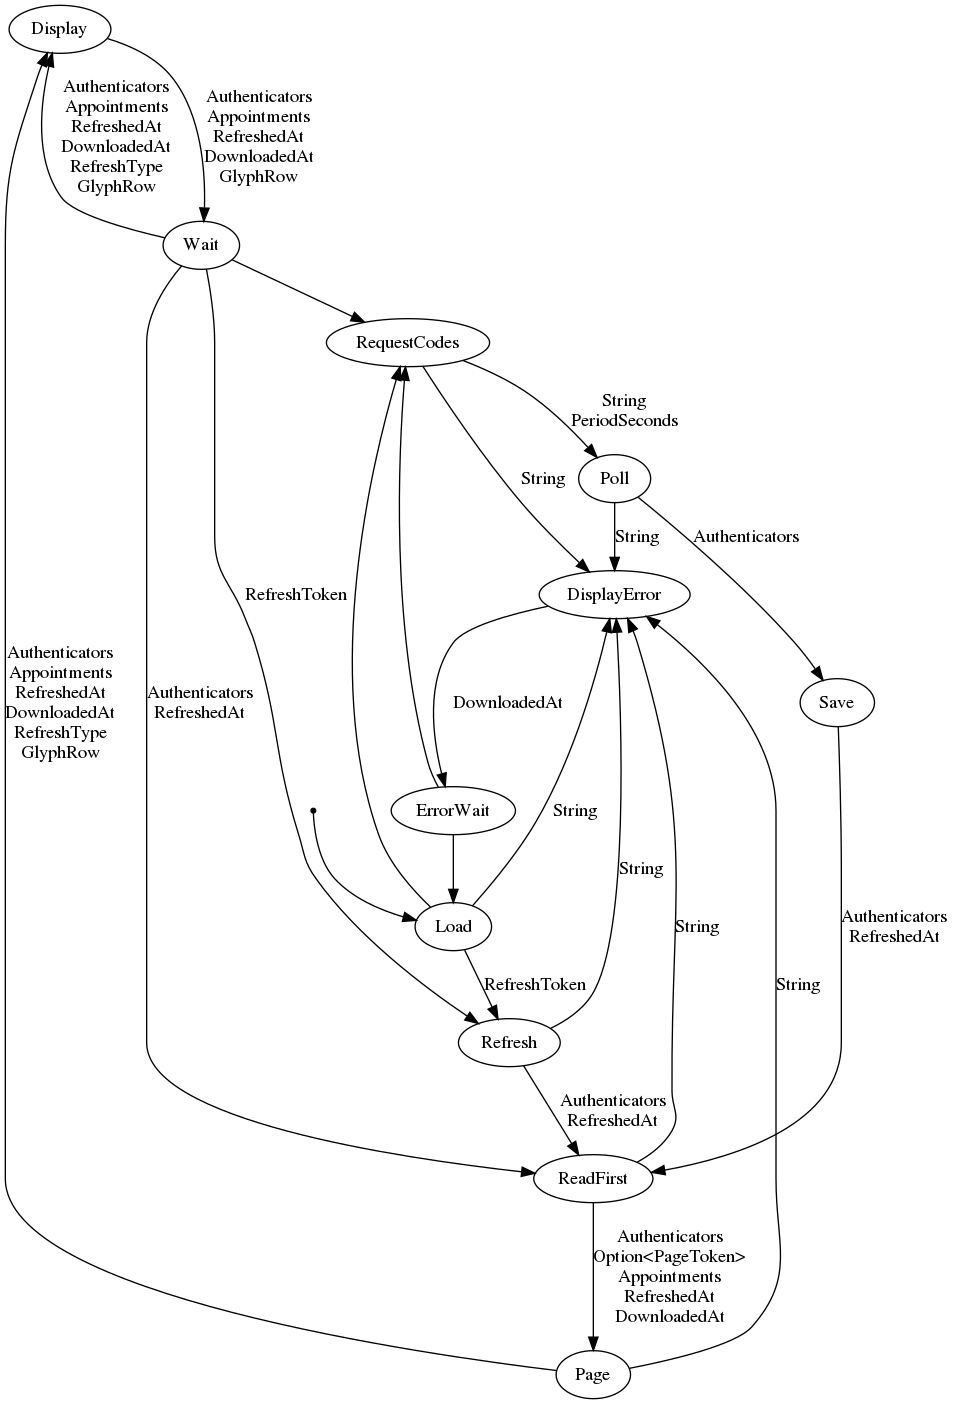 Display
Authenticators
Appointments
RefreshedAt
DownloadedAt
RefreshType
GlyphRow
Authenticators
Appointments
RefreshedAt
DownloadedAt
GlyphRow
Wait
RequestCodes
String
PeriodSeconds
String
Poll
String
Authenticators
RefreshToken
DisplayError
Authenticators
Appointments
RefreshedAt
DownloadedAt
RefreshType
GlyphRow
Authenticators
RefreshedAt
DownloadedAt
Save
ErrorWait
String
String
Load
String
Authenticators
RefreshedAt
RefreshToken
String
Refresh
Authenticators
RefreshedAt
ReadFirst
Authenticators
Option<PageToken>
Appointments
RefreshedAt
DownloadedAt
Page